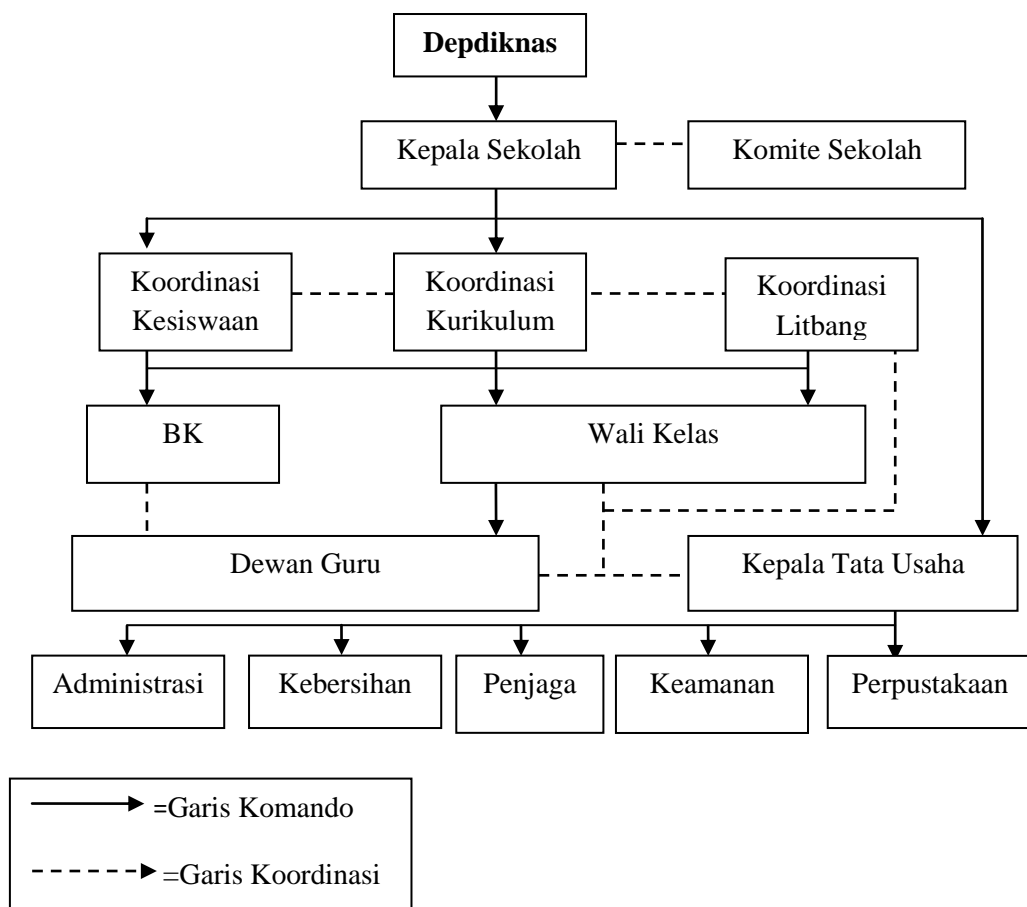 Depdiknas
Kepala Sekolah
Komite Sekolah
Koordinasi
Kesiswaan
Koordinasi
Kurikulum
Koordinasi
Litbang
BK
Wali Kelas
Dewan Guru
Kepala Tata Usaha
Administrasi
Kebersihan
Penjaga
Keamanan
Perpustakaan
=Garis Komando
=Garis Koordinasi